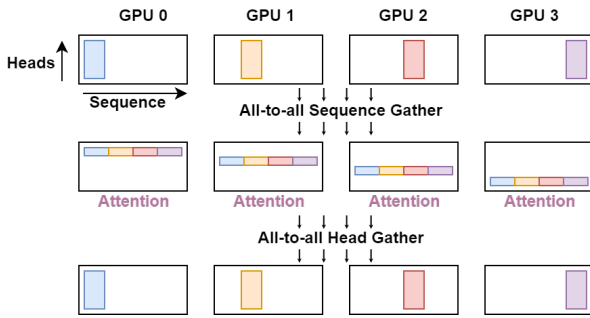 GPU 0 GPU 1 GPU 2 GPU 3
Heads
Sequence
All-to-all Sequence Gather
Attention Attention Attention Attention
All-to-all Head Gather